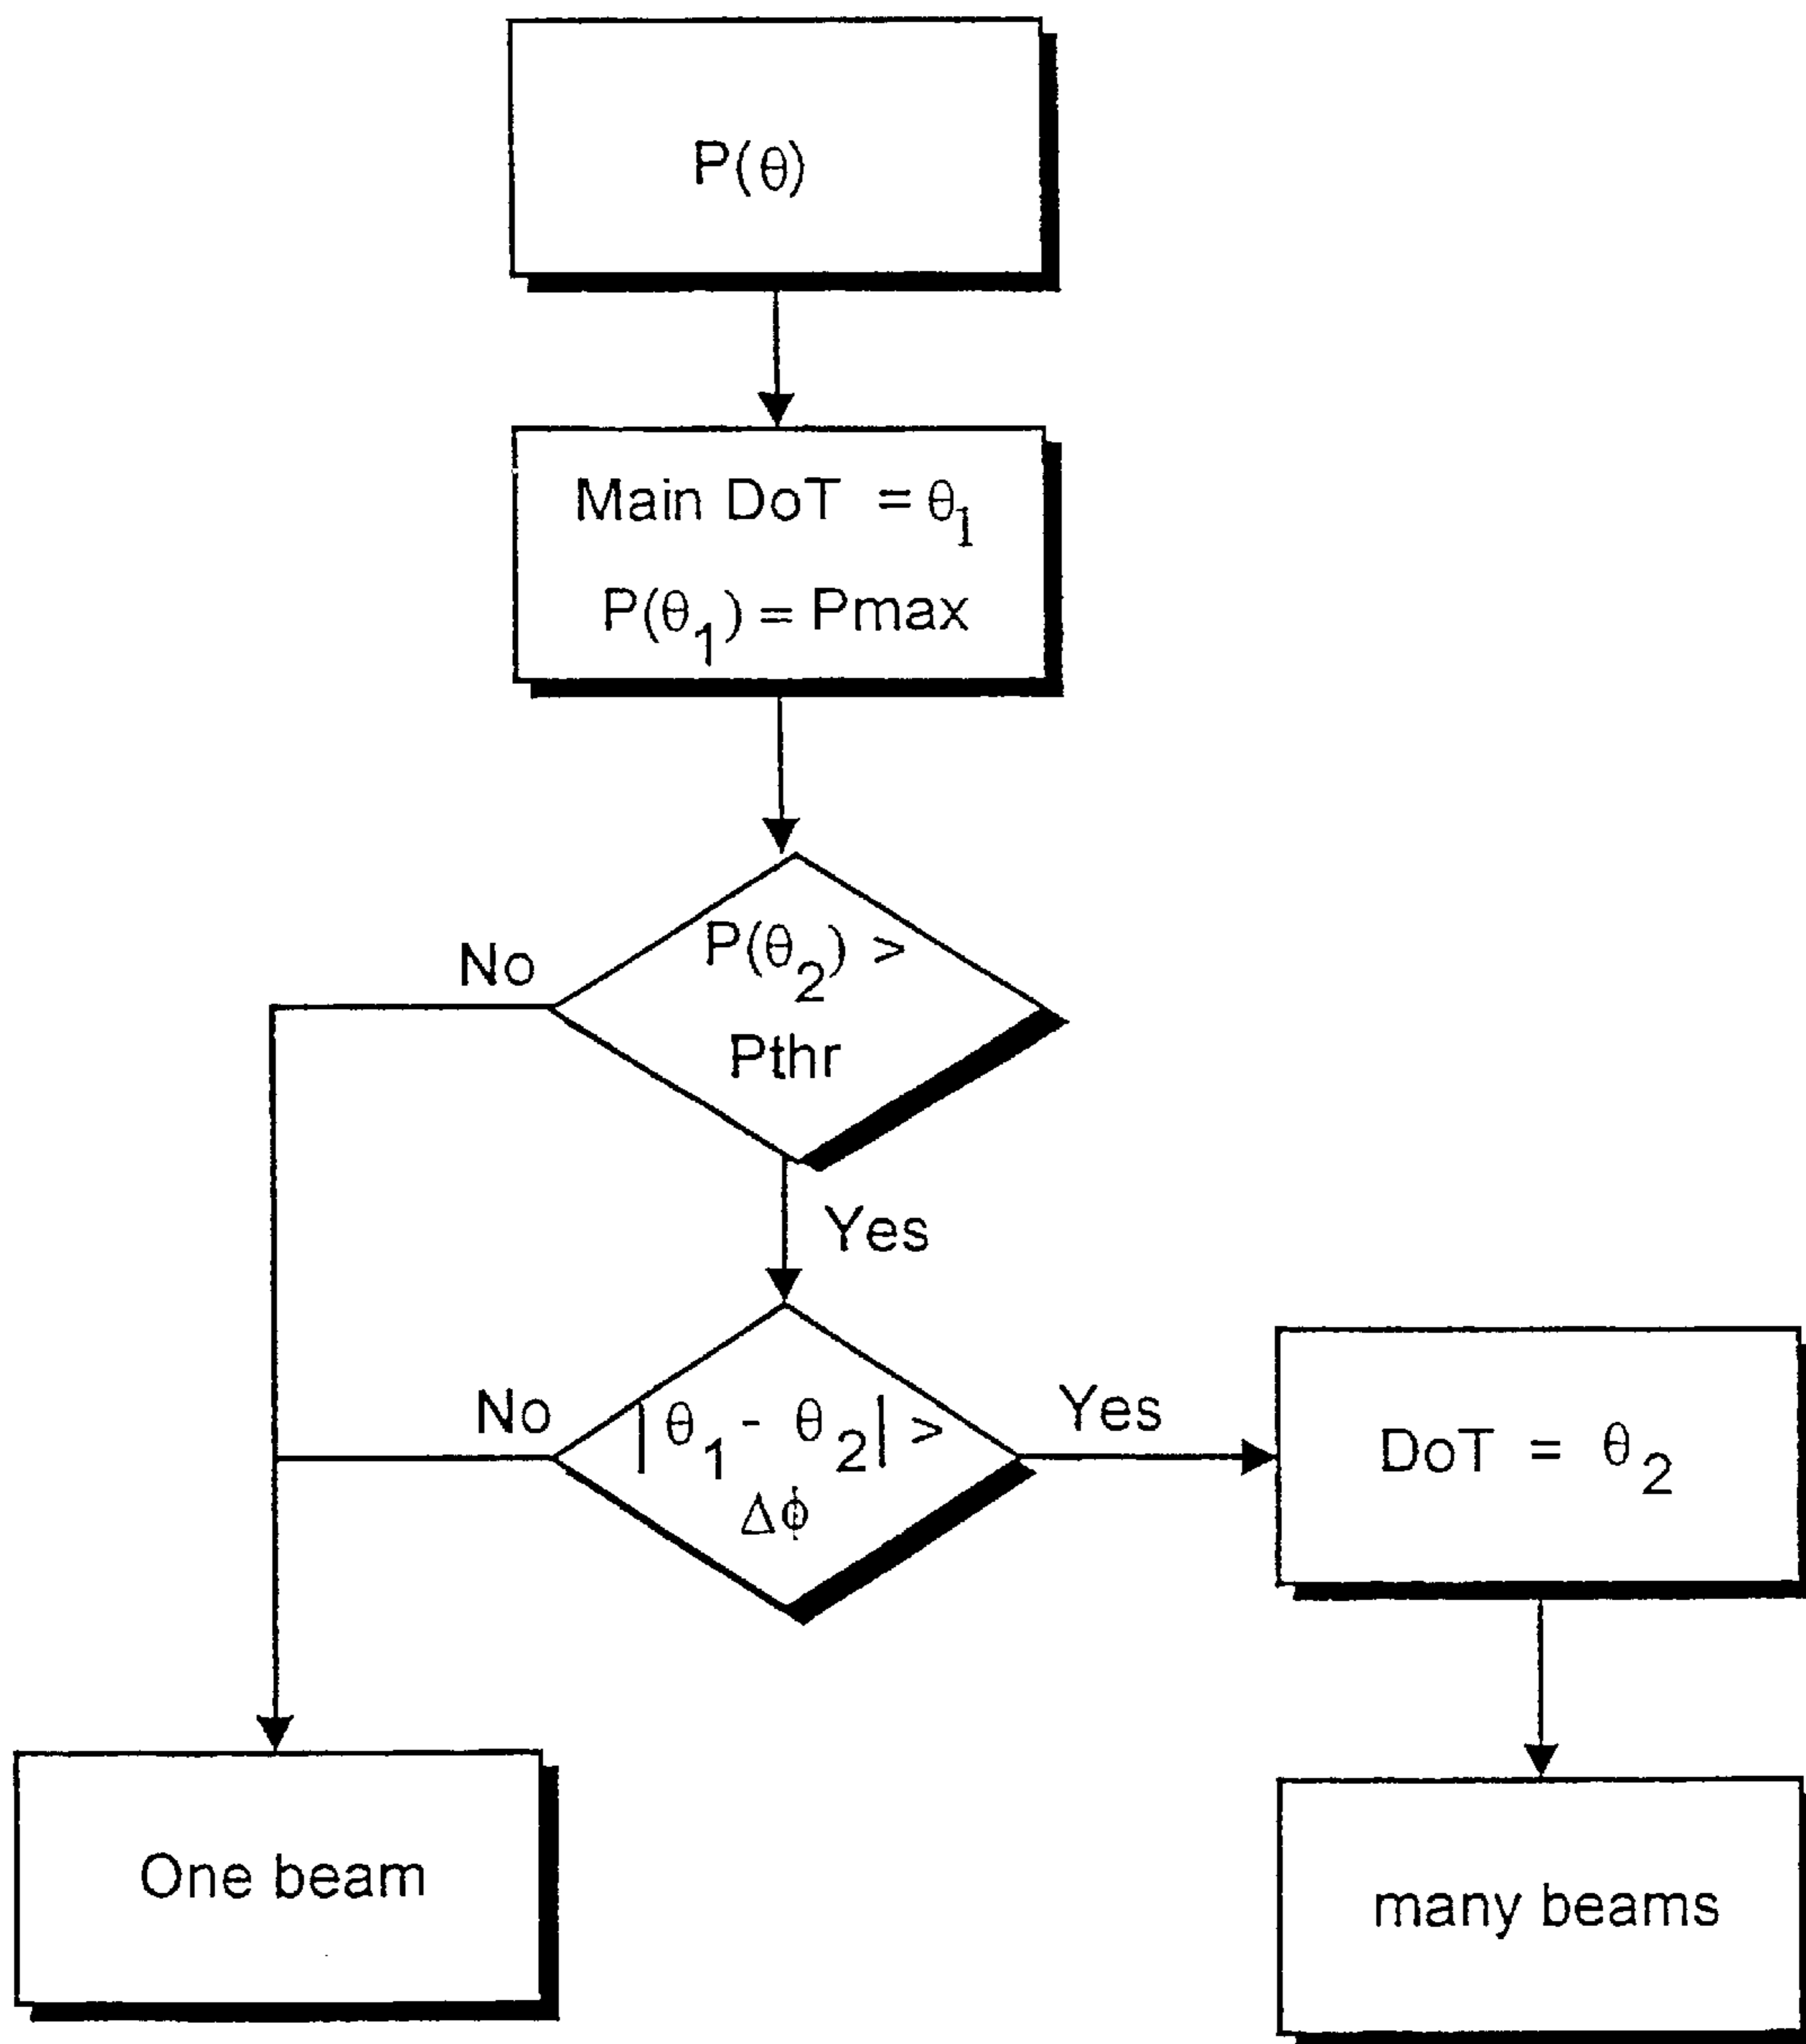 P(θ)
Main DoT = θ₁
P(θ₁) = Pmax
P(θ₂) >
No
Pthr
Yes
No
| θ₁ - θ₂| >
Δϕ
Yes
DoT = θ₂
One beam
many beams